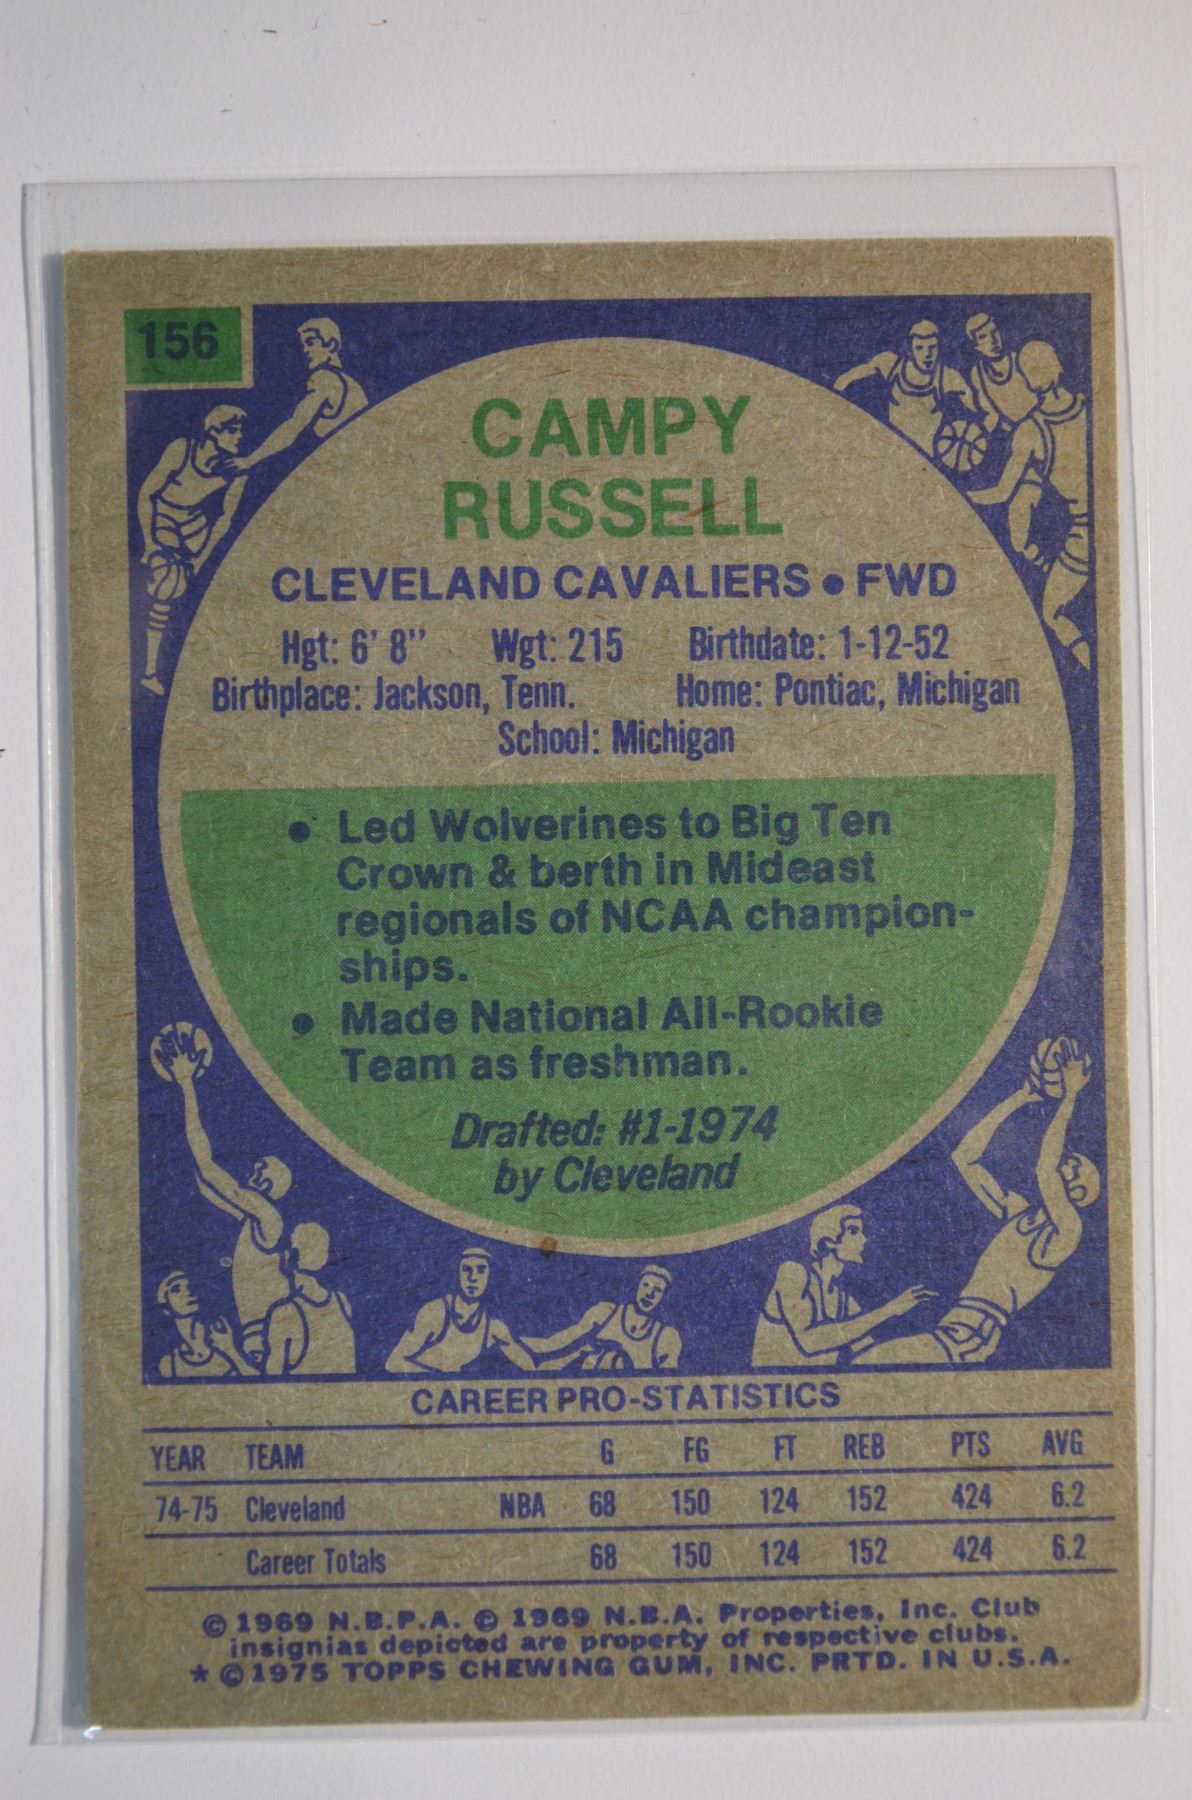 156
CAMPY
RUSSELL
CLEVELAND CAVALIERS • FWD
Hgt: 6' 8" Wgt: 215 Birthdate: 1-12-52
Birthplace: Jackson, Tenn. Home: Pontiac, Michigan
School: Michigan
• Led Wolverines to Big Ten
Crown & berth in Mideast
regionals of NCAA champion-
ships.
• Made National All-Rookie
Team as freshman.
Drafted: #1-1974
by Cleveland
CAREER PRO-STATISTICS
YEAR TEAM G FG FT REB PTS AVG
74-75 Cleveland NBA 68 150 124 152 424 6.2
Career Totals 68 150 124 152 424 6.2
© 1969 N.B.P.A. © 1969 N.B.A. Properties, Inc. Club
insignias depicted are property of respective clubs.
* © 1975 TOPPS CHEWING GUM, INC. PRTD. IN U.S.A.